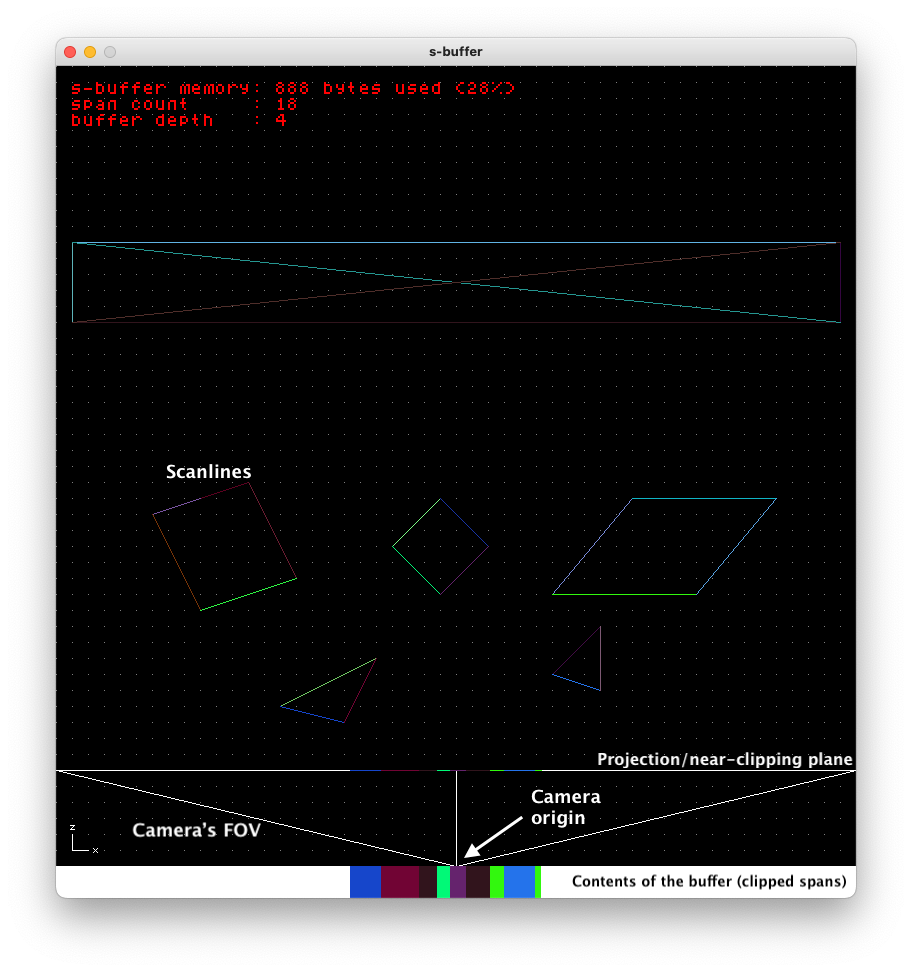 s-buffer
s-buffer memory: 888 bytes used (28%)
span count     : 18
buffer depth   : 4
Scanlines
Projection/near-clipping plane
Camera
origin
Camera's FOV
z
x
Contents of the buffer (clipped spans)